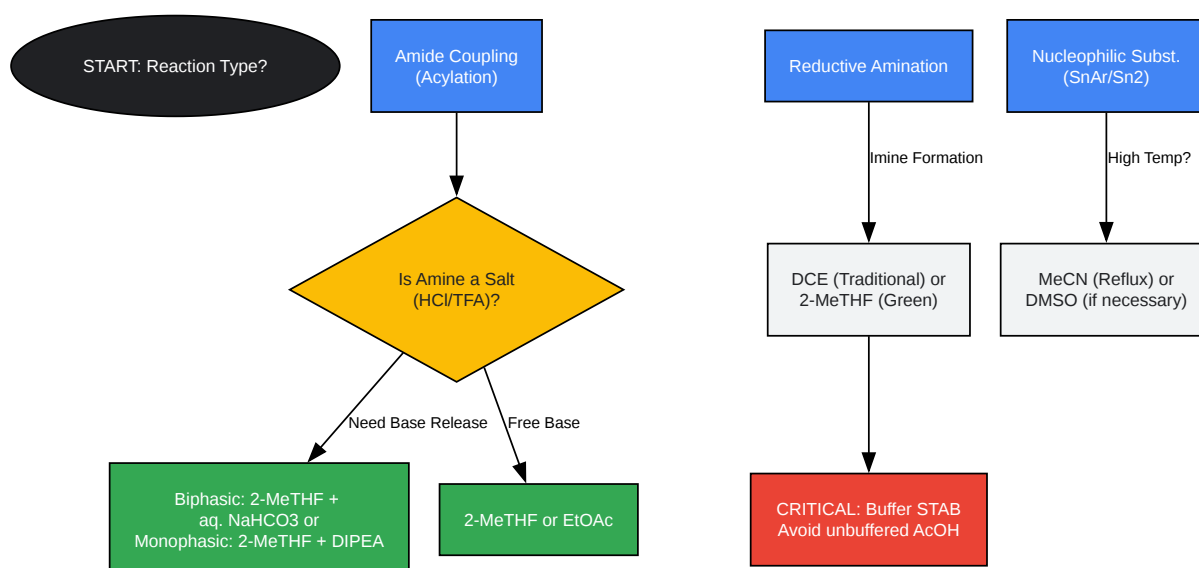 START: Reaction Type?
Amide Coupling
(Acylation)
Reductive Amination
Nucleophilic Subst.
(SnAr/Sn2)
Imine Formation
High Temp?
Is Amine a Salt
(HCl/TFA)?
DCE (Traditional) or
2-MeTHF (Green)
MeCN (Reflux) or
DMSO (if necessary)
Need Base Release
Free Base
Biphasic: 2-MeTHF +
aq. NaHCO3 or
Monophasic: 2-MeTHF + DIPEA
2-MeTHF or EtOAc
CRITICAL: Buffer STAB
Avoid unbuffered AcOH